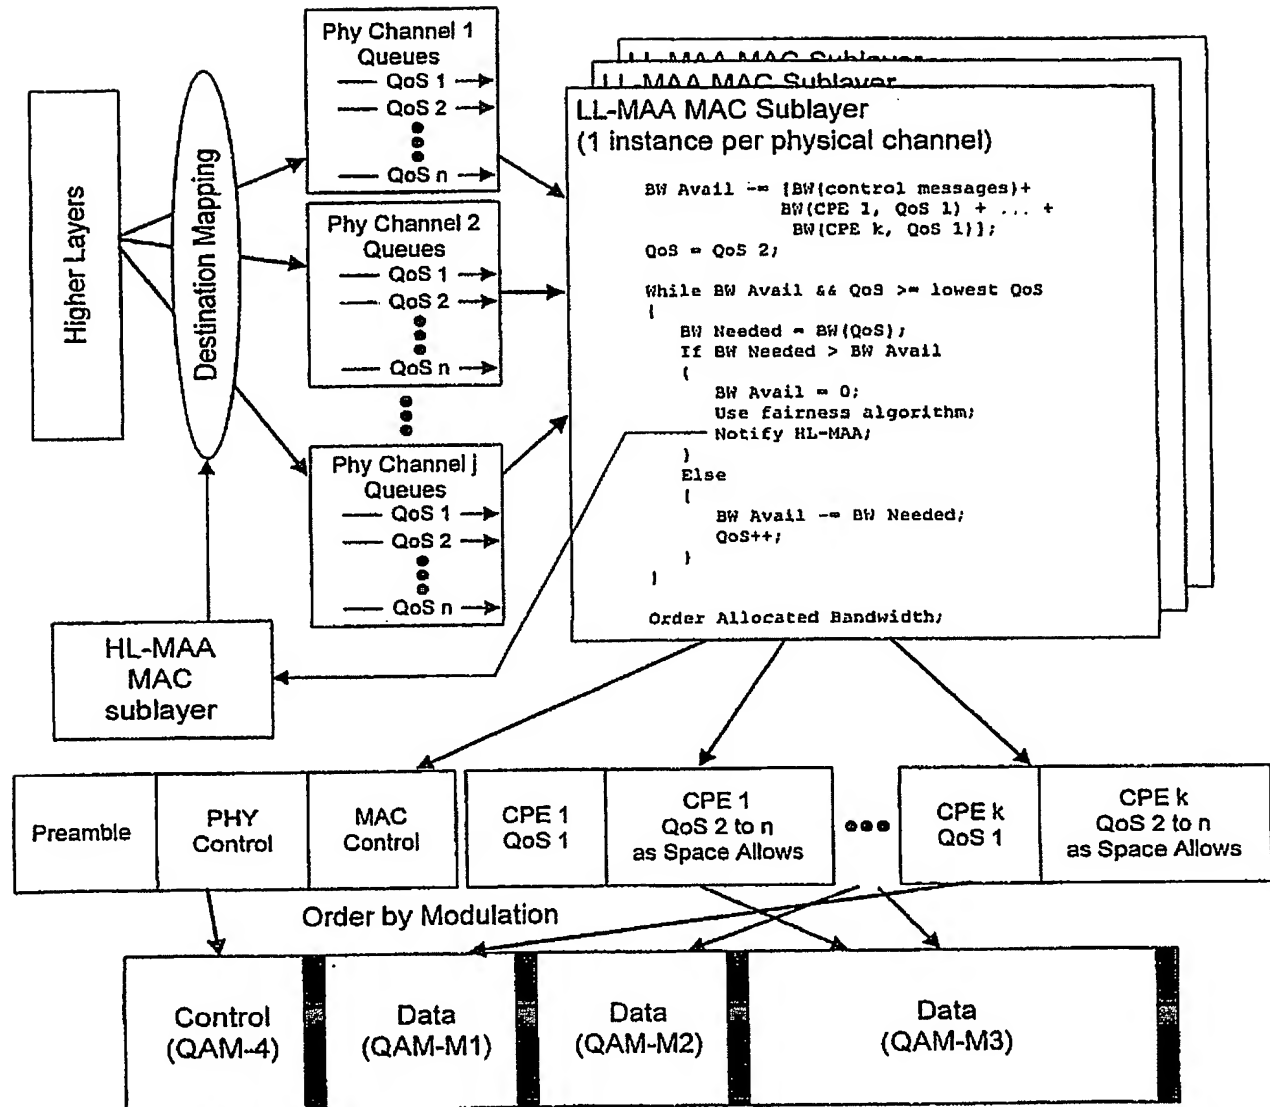 Higher Layers
Destination Mapping
Phy Channel 1
Queues
QoS 1
QoS 2
QoS n
Phy Channel 2
Queues
QoS 1
QoS 2
QoS n
Phy Channel j
Queues
QoS 1
QoS 2
QoS n
HL-MAA
MAC
sublayer
LL-MAA MAC Sublayer
LL-MAA MAC Sublayer
LL-MAA MAC Sublayer
(1 instance per physical channel)
BW Avail -= [BW(control messages)+
BW(CPE 1, QoS 1) + ... +
BW(CPE k, QoS 1)];
QoS = QoS 2;
While BW Avail && QoS >= lowest QoS
{
BW Needed = BW(QoS);
If BW Needed > BW Avail
{
BW Avail = 0;
Use fairness algorithm;
Notify HL-MAA;
}
Else
{
BW Avail -= BW Needed;
QoS++;
}
}
Order Allocated Bandwidth;
Preamble
PHY
Control
MAC
Control
CPE 1
QoS 1
CPE 1
QoS 2 to n
as Space Allows
CPE k
QoS 1
CPE k
QoS 2 to n
as Space Allows
Order by Modulation
Control
(QAM-4)
Data
(QAM-M1)
Data
(QAM-M2)
Data
(QAM-M3)